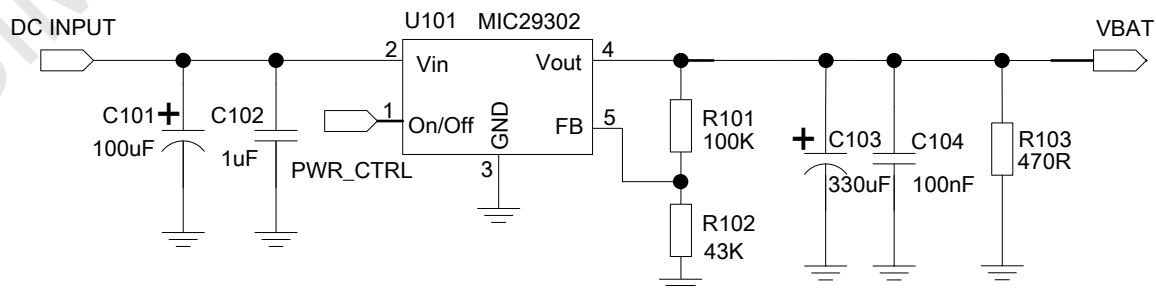 DC INPUT
U101 MIC29302
VBAT
2
Vin
Vout
4
C101
+
100uF
C102
1uF
1
On/Off
PWR_CTRL
GND
3
FB
5
R101
100K
R102
43K
+
C103
330uF
C104
100nF
R103
470R